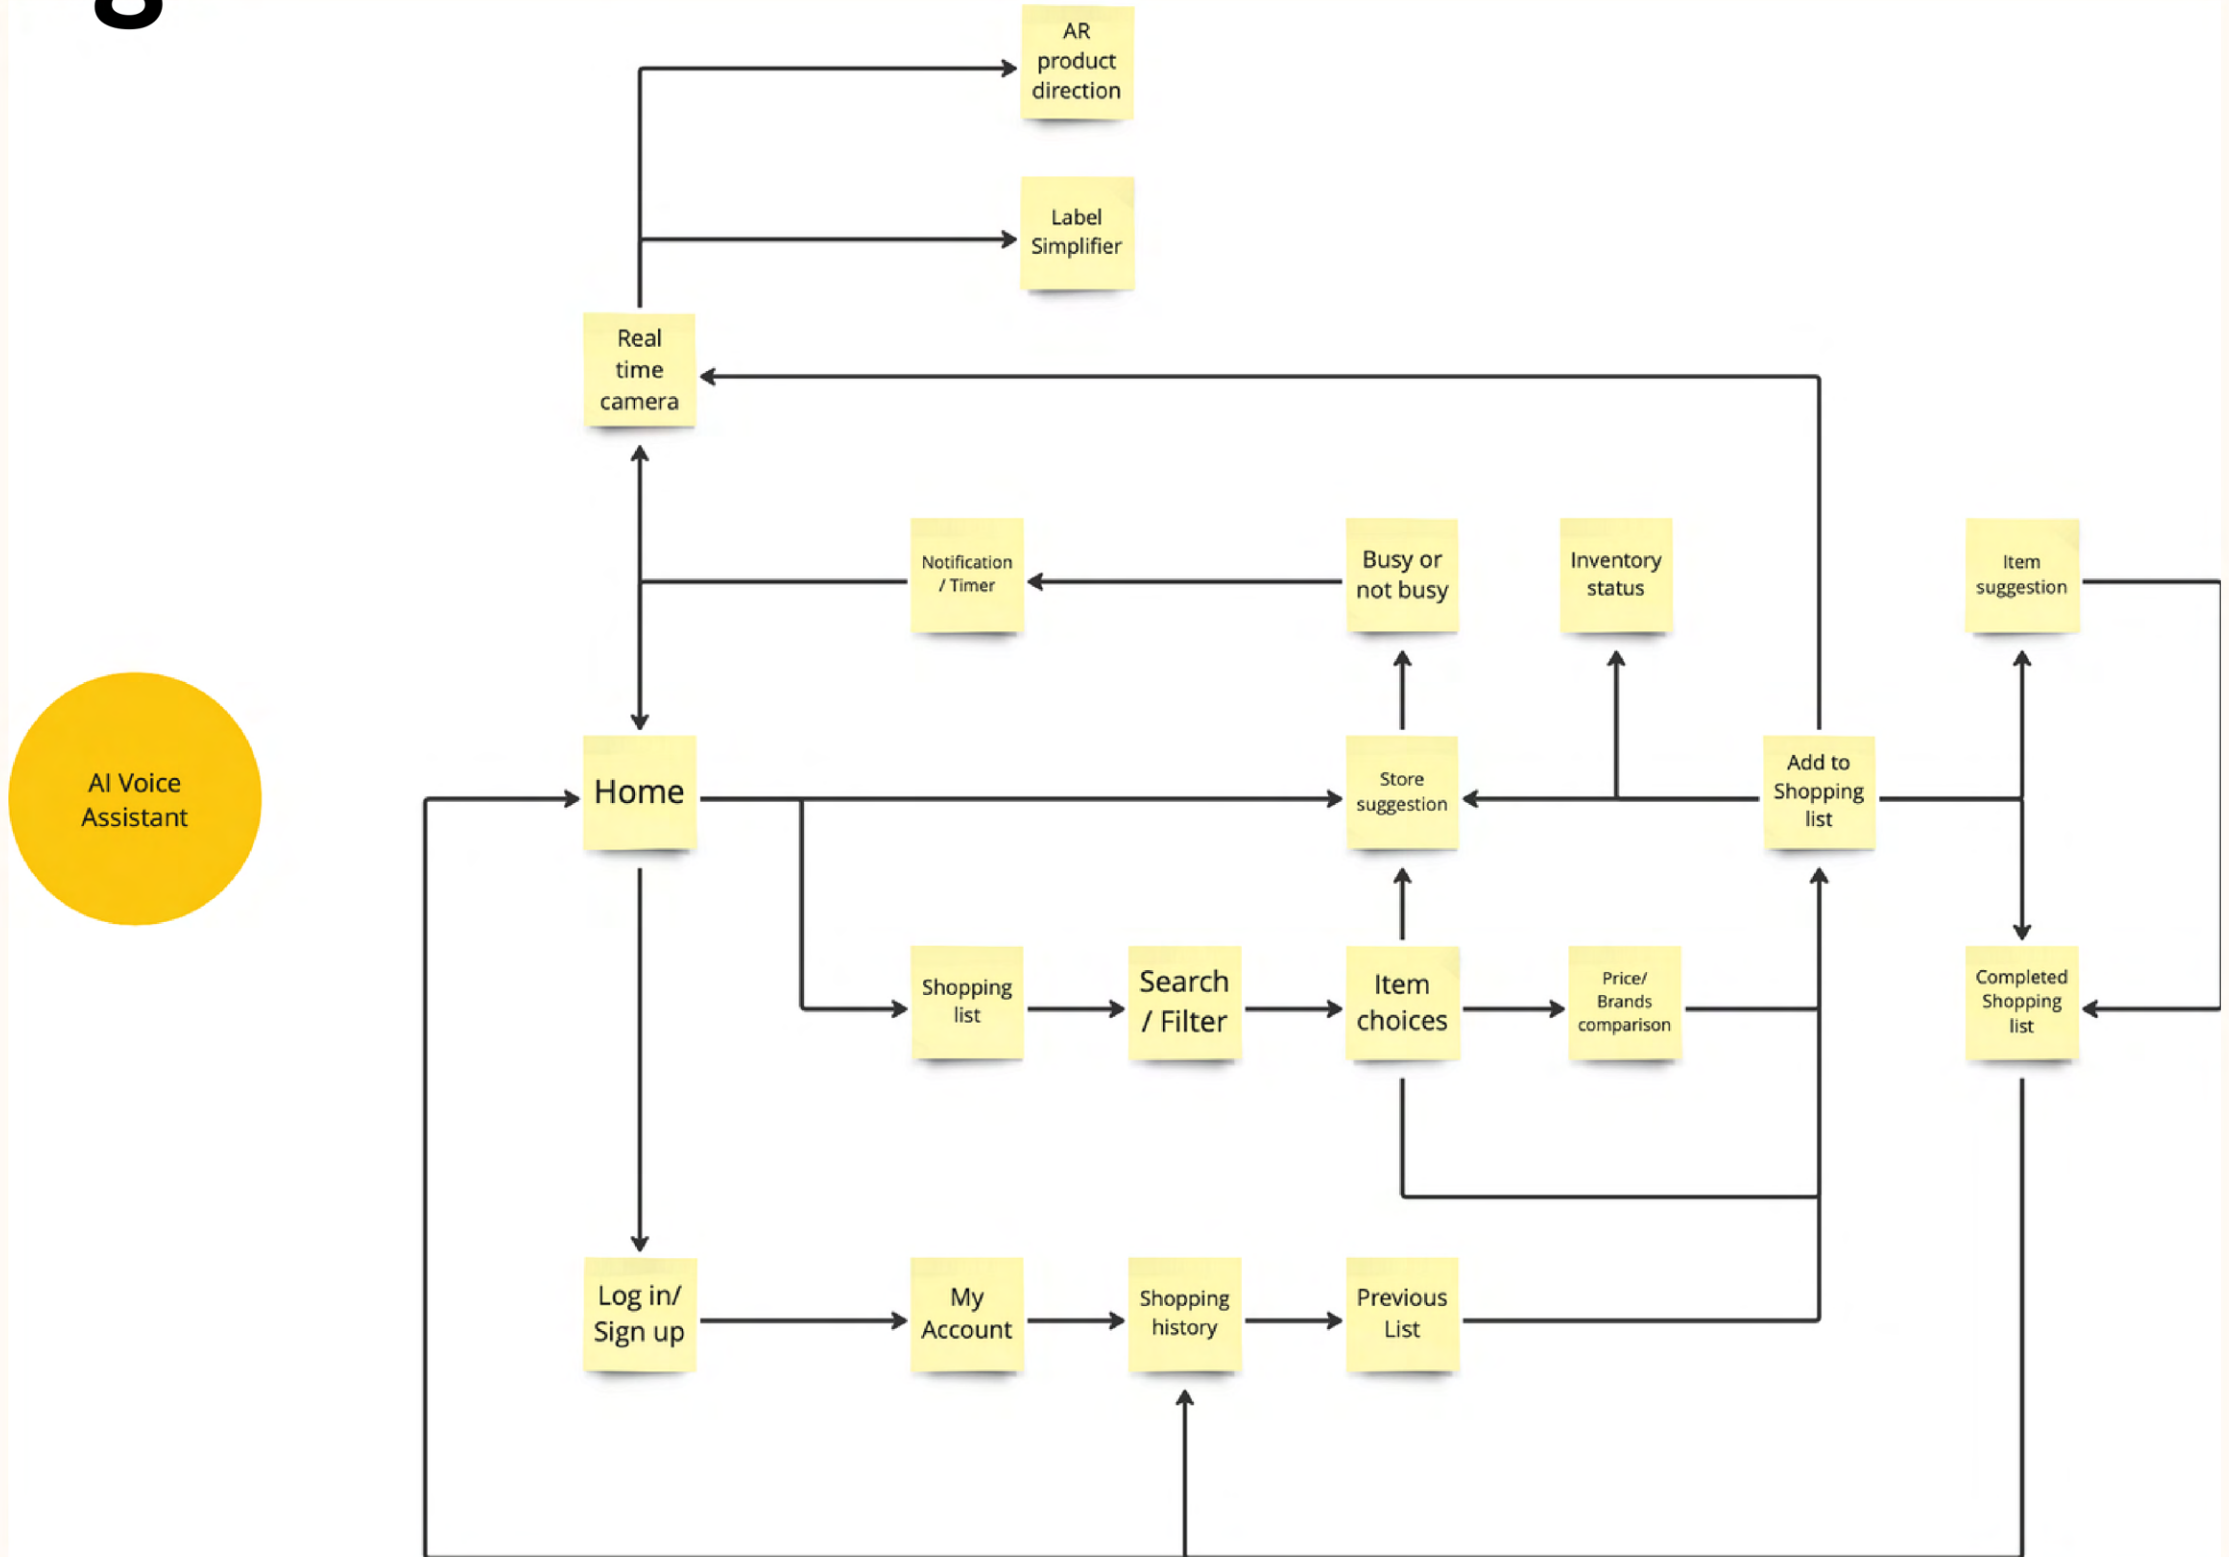 AR
product
direction
Label
Simplifier
Real
time
camera
Notification
/ Timer
Busy or
not busy
Inventory
status
Item
suggestion
AI Voice
Assistant
Home
Store
suggestion
Add to
Shopping
list
Shopping
list
Search
/ Filter
Item
choices
Price/
Brands
comparison
Completed
Shopping
list
Log in/
Sign up
My
Account
Shopping
history
Previous
List